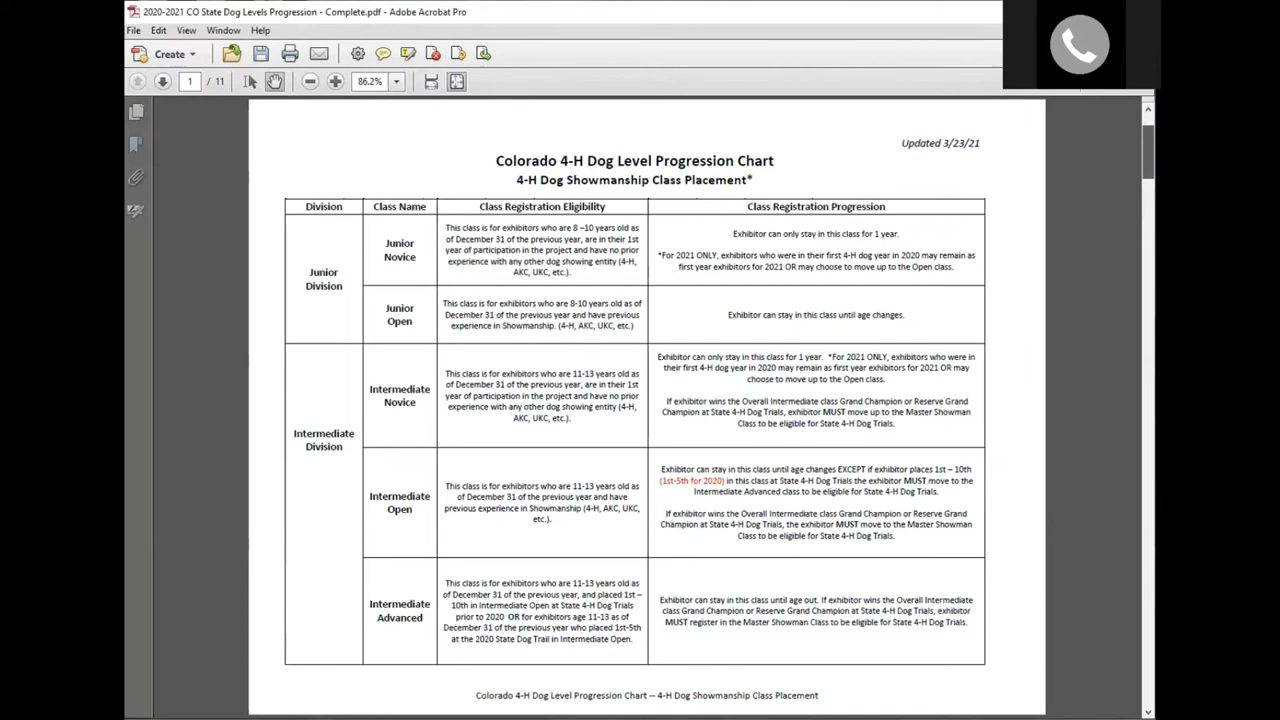 2020-2021 CO State Dog Levels Progression - Complete.pdf - Adobe Acrobat Pro
File Edit View Window Help
Create
1 / 11 86.2%
Updated 3/23/21
Colorado 4-H Dog Level Progression Chart
4-H Dog Showmanship Class Placement*
Division Class Name Class Registration Eligibility Class Registration Progression
Junior
Division
Junior
Novice
This class is for exhibitors who are 8 –10 years old as
of December 31 of the previous year, are in their 1st
year of participation in the project and have no prior
experience with any other dog showing entity (4-H,
AKC, UKC, etc.).
Exhibitor can only stay in this class for 1 year.
*For 2021 ONLY, exhibitors who were in their first 4-H dog year in 2020 may remain as
first year exhibitors for 2021 OR may choose to move up to the Open class.
Junior
Open
This class is for exhibitors who are 8-10 years old as of
December 31 of the previous year and have previous
experience in Showmanship. (4-H, AKC, UKC, etc.)
Exhibitor can stay in this class until age changes.
Intermediate
Division
Intermediate
Novice
This class is for exhibitors who are 11-13 years old as
of December 31 of the previous year, are in their 1st
year of participation in the project and have no prior
experience with any other dog showing entity (4-H,
AKC, UKC, etc.).
Exhibitor can only stay in this class for 1 year. *For 2021 ONLY, exhibitors who were in
their first 4-H dog year in 2020 may remain as first year exhibitors for 2021 OR may
choose to move up to the Open class.
If exhibitor wins the Overall Intermediate class Grand Champion or Reserve Grand
Champion at State 4-H Dog Trials, exhibitor MUST move up to the Master Showman
Class to be eligible for State 4-H Dog Trials.
Intermediate
Open
This class is for exhibitors who are 11-13 years old as
of December 31 of the previous year and have
previous experience in Showmanship (4-H, AKC, UKC,
etc.).
Exhibitor can stay in this class until age changes EXCEPT if exhibitor places 1st – 10th
(1st-5th for 2020) in this class at State 4-H Dog Trials the exhibitor MUST move to the
Intermediate Advanced class to be eligible for State 4-H Dog Trials.
If exhibitor wins the Overall Intermediate class Grand Champion or Reserve Grand
Champion at State 4-H Dog Trials, the exhibitor MUST move to the Master Showman
Class to be eligible for State 4-H Dog Trials.
Intermediate
Advanced
This class is for exhibitors who are 11-13 years old as
of December 31 of the previous year, and placed 1st –
10th in Intermediate Open at State 4-H Dog Trials
prior to 2020 OR for exhibitors age 11-13 as of
December 31 of the previous year who placed 1st-5th
at the 2020 State Dog Trail in Intermediate Open.
Exhibitor can stay in this class until age out. If exhibitor wins the Overall Intermediate
class Grand Champion or Reserve Grand Champion at State 4-H Dog Trials, exhibitor
MUST register in the Master Showman Class to be eligible for State 4-H Dog Trials.
Colorado 4-H Dog Level Progression Chart -- 4-H Dog Showmanship Class Placement